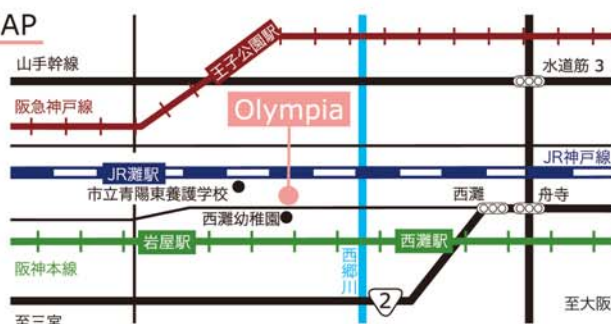 AP
王子公園駅
山手幹線
水道筋 3
阪急神戸線
Olympia
JR神戸線
JR灘駅
市立青陽東養護学校
西灘
舟寺
西灘幼稚園
岩屋駅
西灘駅
西郷川
阪神本線
2
至大阪
至三宮